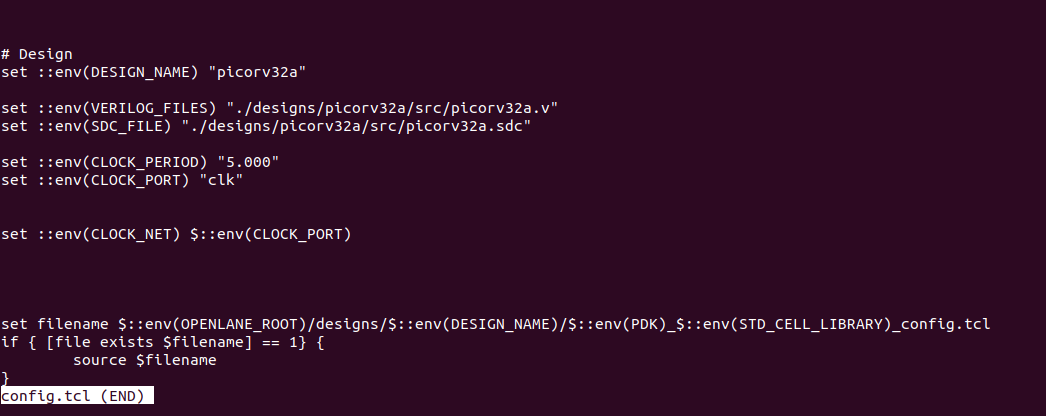 # Design
set ::env(DESIGN_NAME) "picorv32a"
set ::env(VERILOG_FILES) "./designs/picorv32a/src/picorv32a.v"
set ::env(SDC_FILE) "./designs/picorv32a/src/picorv32a.sdc"
set ::env(CLOCK_PERIOD) "5.000"
set ::env(CLOCK_PORT) "clk"
set ::env(CLOCK_NET) $::env(CLOCK_PORT)
set filename $::env(OPENLANE_ROOT)/designs/$::env(DESIGN_NAME)/$::env(PDK)_$::env(STD_CELL_LIBRARY)_config.tcl
if { [file exists $filename] == 1} {
        source $filename
}
config.tcl (END)